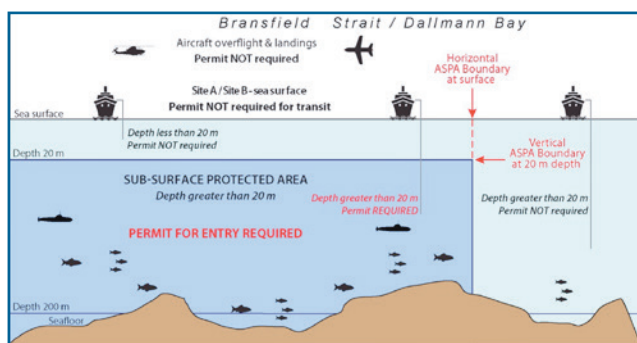 Bransfield Strait / Dallmann Bay
Aircraft overflight & landings
Permit NOT required
Horizontal
ASPA Boundary
at surface
Site A / Site B - sea surface
Permit NOT required for transit
Sea surface
Depth less than 20 m
Permit NOT required
Depth 20 m
Vertical
ASPA Boundary
at 20 m depth
SUB-SURFACE PROTECTED AREA
Depth greater than 20 m
Depth greater than 20 m
Permit REQUIRED
Depth greater than 20 m
Permit NOT required
PERMIT FOR ENTRY REQUIRED
Depth 200 m
Seafloor